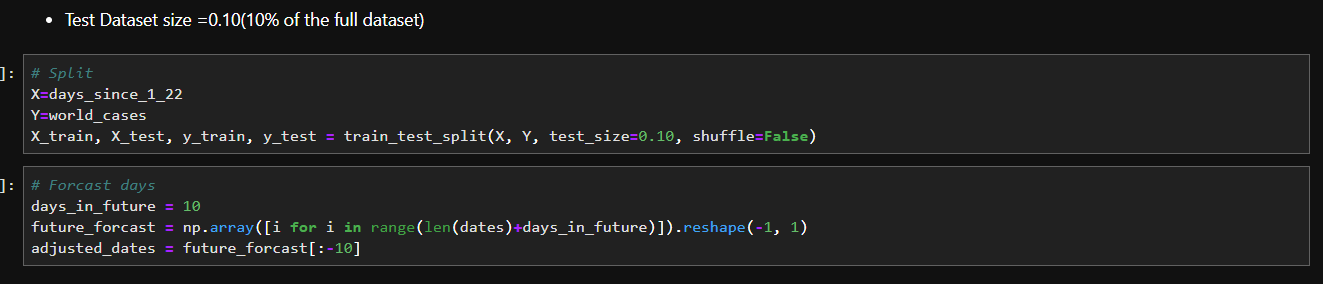 Test Dataset size =0.10(10% of the full dataset)
]:
# Split
X=days_since_1_22
Y=world_cases
X_train, X_test, y_train, y_test = train_test_split(X, Y, test_size=0.10, shuffle=False)
]:
# Forcast days
days_in_future = 10
future_forcast = np.array([i for i in range(len(dates)+days_in_future)]).reshape(-1, 1)
adjusted_dates = future_forcast[:-10]